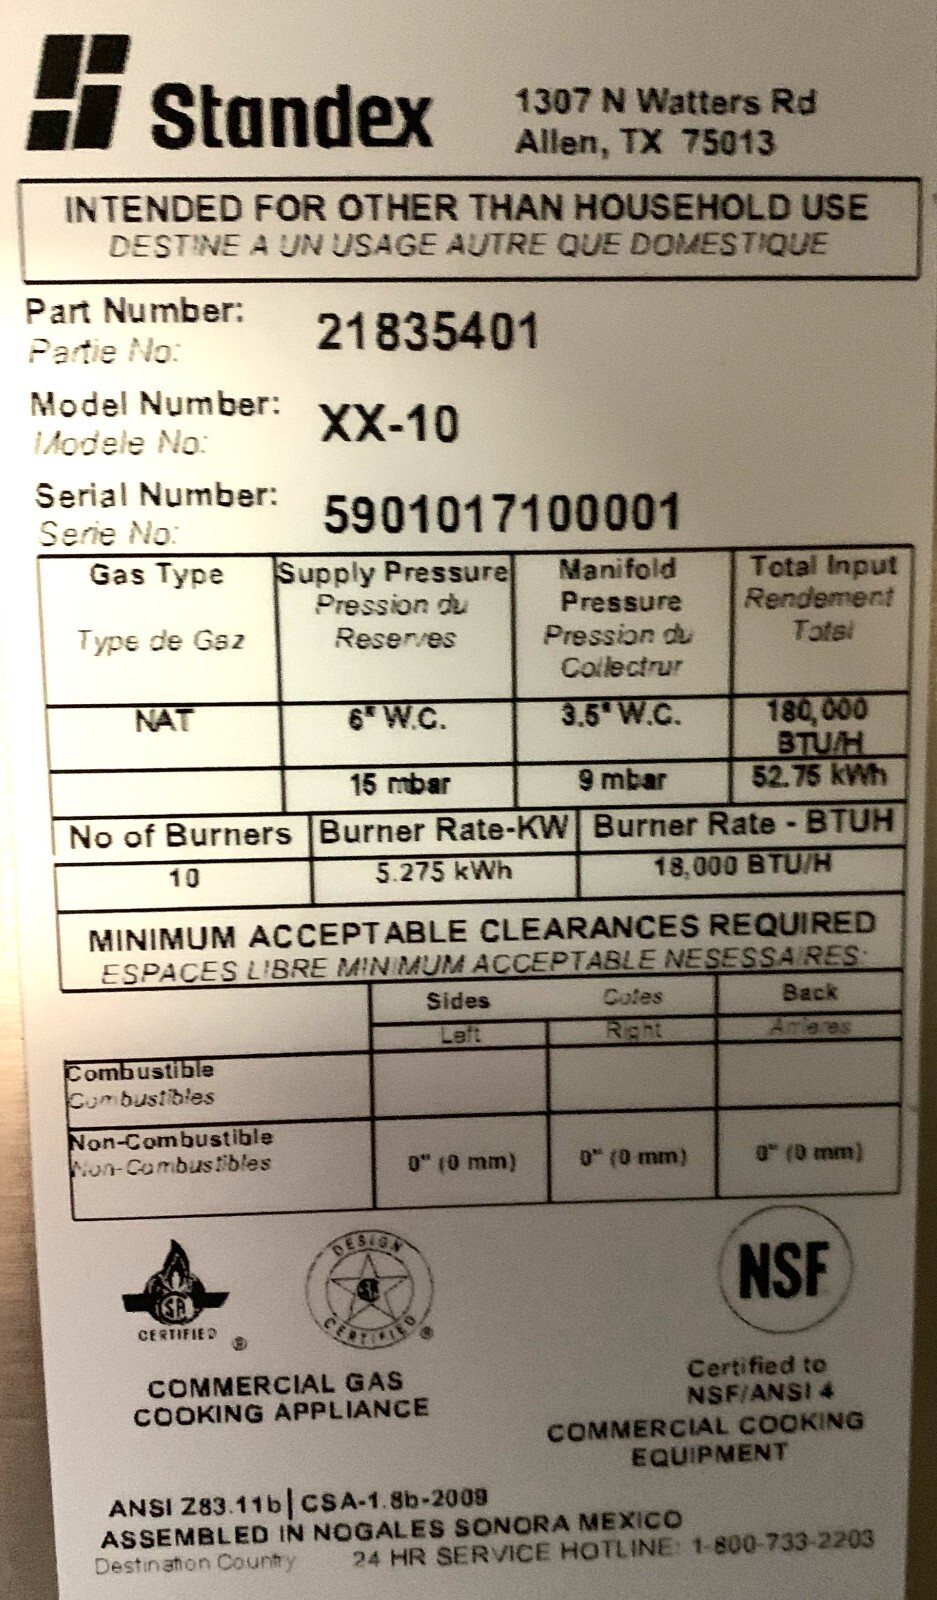 Standex
1307 N Watters Rd
Allen, TX 75013
INTENDED FOR OTHER THAN HOUSEHOLD USE
DESTINE A UN USAGE AUTRE QUE DOMESTIQUE
Part Number: 21835401
Partie No:
Model Number: XX-10
Modele No:
Serial Number: 5901017100001
Serie No:
Gas Type Supply Pressure Manifold Total Input
Pression du Pressure Rendement
Type de Gaz Reserves Pression du Total
Collectrur
NAT 6" W.C. 3.5" W.C. 180,000
BTU/H
15 mbar 9 mbar 52.75 kWh
No of Burners Burner Rate-KW Burner Rate - BTUH
10 5.275 kWh 18,000 BTU/H
MINIMUM ACCEPTABLE CLEARANCES REQUIRED
ESPACES LIBRE MINIMUM ACCEPTABLE NESESSAIRES:
Sides Cotes Back
Left Right Arrieres
Combustible
Combustibles
Non-Combustible
Non-Combustibles 0" (0 mm) 0" (0 mm) 0" (0 mm)
DESIGN
SA
CERTIFIED ®
SA
CERTIFIED ®
NSF
COMMERCIAL GAS
COOKING APPLIANCE
Certified to
NSF/ANSI 4
COMMERCIAL COOKING
EQUIPMENT
ANSI Z83.11b|CSA-1.8b-2009
ASSEMBLED IN NOGALES SONORA MEXICO
Destination Country 24 HR SERVICE HOTLINE: 1-800-733-2203